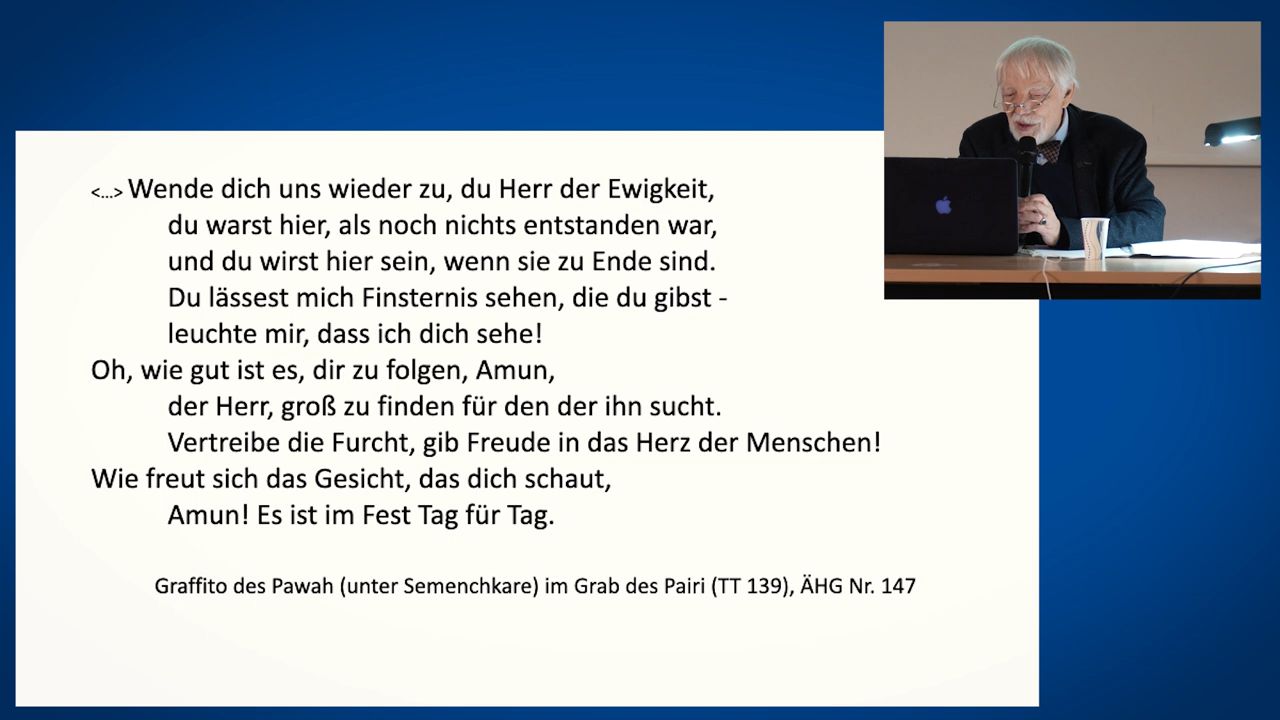 <...> Wende dich uns wieder zu, du Herr der Ewigkeit,
du warst hier, als noch nichts entstanden war,
und du wirst hier sein, wenn sie zu Ende sind.
Du lässest mich Finsternis sehen, die du gibst -
leuchte mir, dass ich dich sehe!
Oh, wie gut ist es, dir zu folgen, Amun,
der Herr, groß zu finden für den der ihn sucht.
Vertreibe die Furcht, gib Freude in das Herz der Menschen!
Wie freut sich das Gesicht, das dich schaut,
Amun! Es ist im Fest Tag für Tag.
Graffito des Pawah (unter Semenchkare) im Grab des Pairi (TT 139), ÄHG Nr. 147